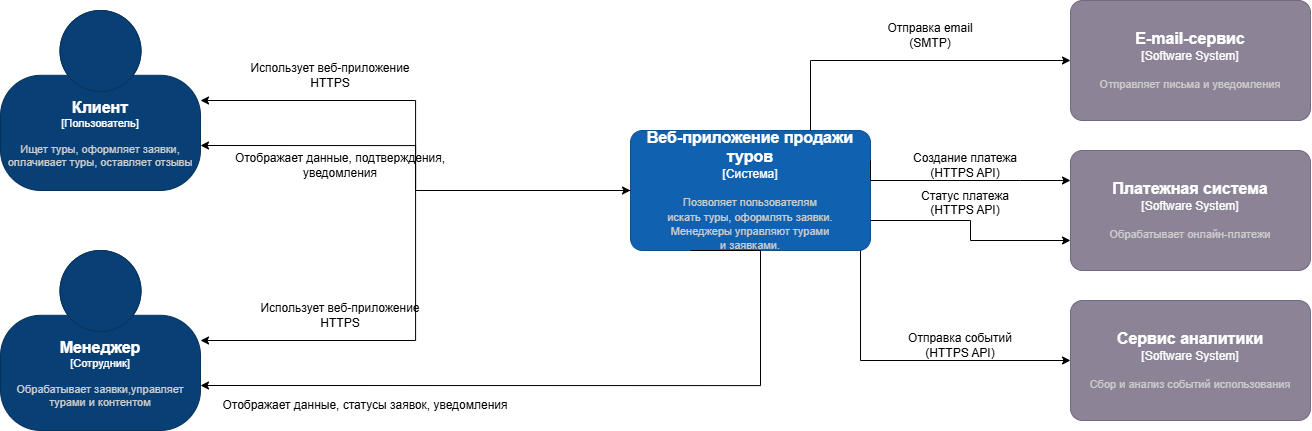 Клиент
[Пользователь]
Ищет туры, оформляет заявки,
оплачивает туры, оставляет отзывы
Использует веб-приложение
HTTPS
Отображает данные, подтверждения,
уведомления
Менеджер
[Сотрудник]
Обрабатывает заявки,управляет
турами и контентом
Использует веб-приложение
HTTPS
Отображает данные, статусы заявок, уведомления
Веб-приложение продажи
туров
[Система]
Позволяет пользователям
искать туры, оформлять заявки.
Менеджеры управляют турами
и заявками.
Отправка email
(SMTP)
E-mail-сервис
[Software System]
Отправляет письма и уведомления
Создание платежа
(HTTPS API)
Статус платежа
(HTTPS API)
Платежная система
[Software System]
Обрабатывает онлайн-платежи
Отправка событий
(HTTPS API)
Сервис аналитики
[Software System]
Сбор и анализ событий использования